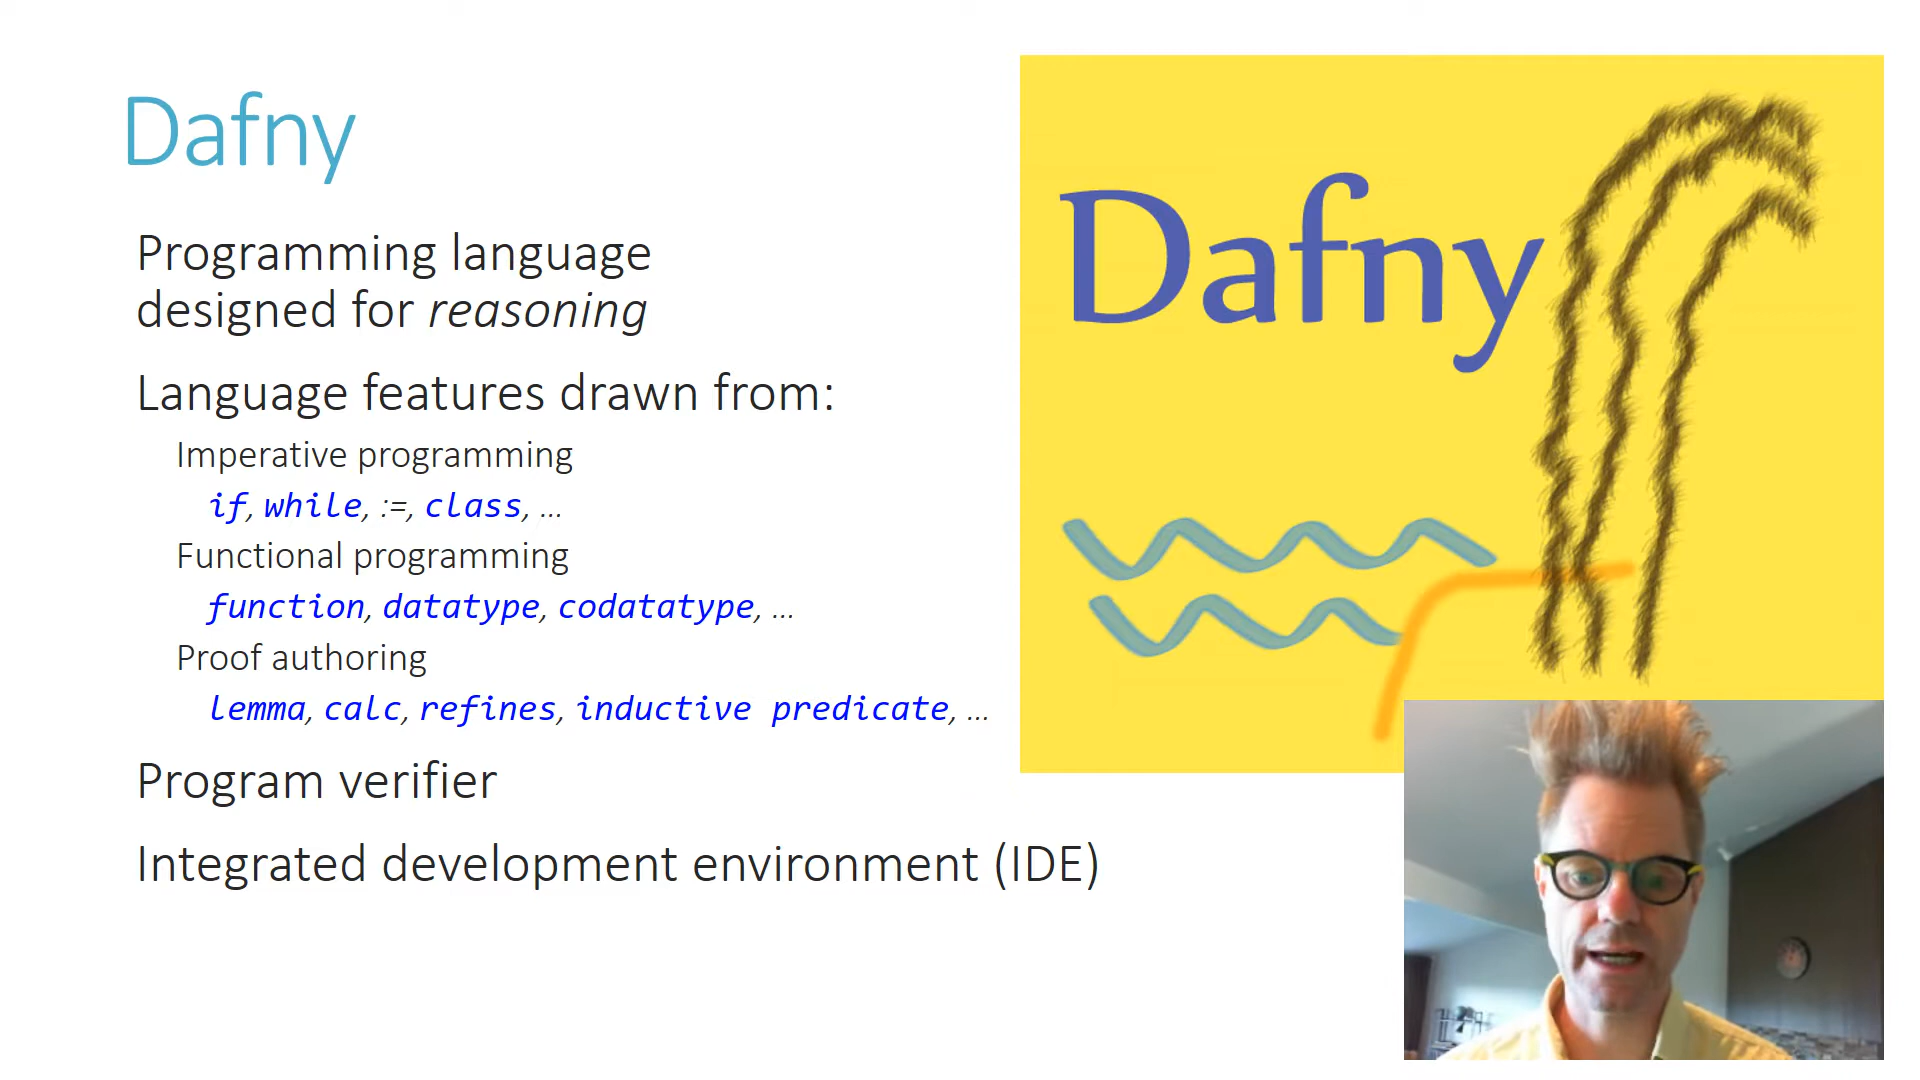 Dafny
Programming language
designed for reasoning
Language features drawn from:
Imperative programming
if, while, :=, class, …
Functional programming
function, datatype, codatatype, …
Proof authoring
lemma, calc, refines, inductive predicate, …
Program verifier
Integrated development environment (IDE)
Dafny